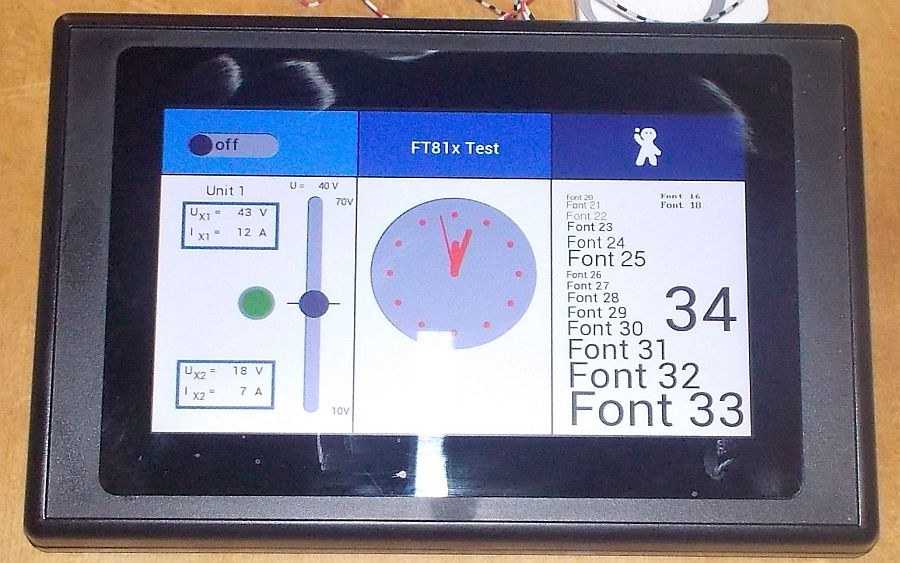 off
FT81x Test
Unit 1
U = 40 V
70V
UX1 = 43 V
I X1 = 12 A
UX2 = 18 V
I X2 = 7 A
10V
Font 20
Font 21
Font 22
Font 23
Font 24
Font 25
Font 26
Font 27
Font 28
Font 29
Font 30
Font 31
Font 32
Font 33
Font 16
Font 18
34